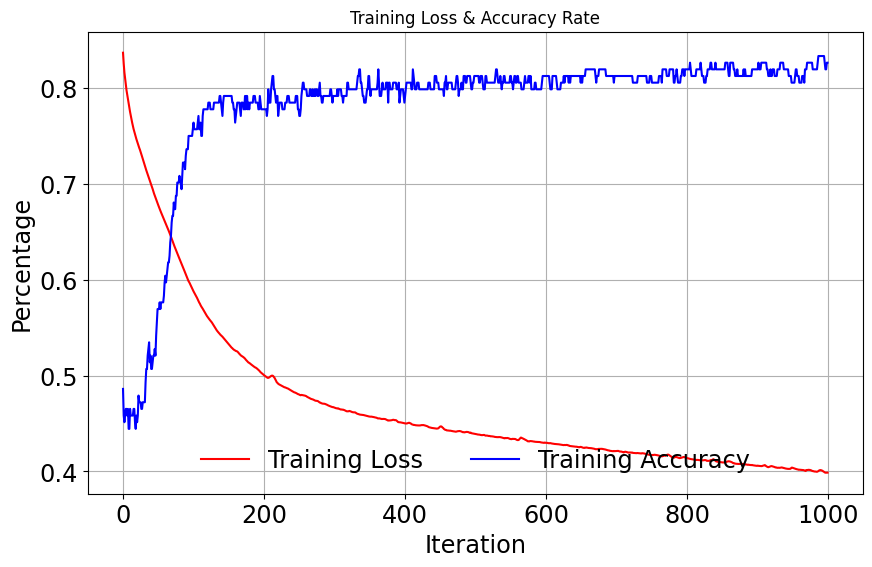 Training Loss & Accuracy Rate
Percentage
0.8
0.7
0.6
0.5
0.4
Training Loss Training Accuracy
0 200 400 600 800 1000
Iteration